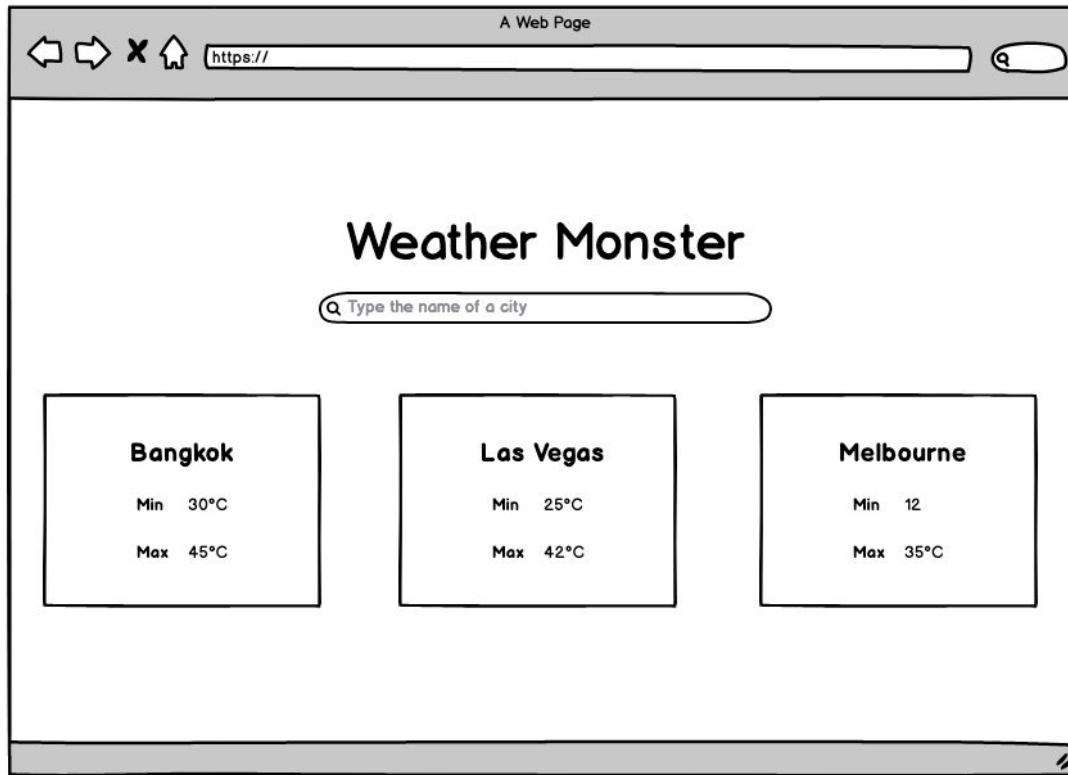 A Web Page
https://
Weather Monster
Type the name of a city
Bangkok
Min 30°C
Max 45°C
Las Vegas
Min 25°C
Max 42°C
Melbourne
Min 12
Max 35°C